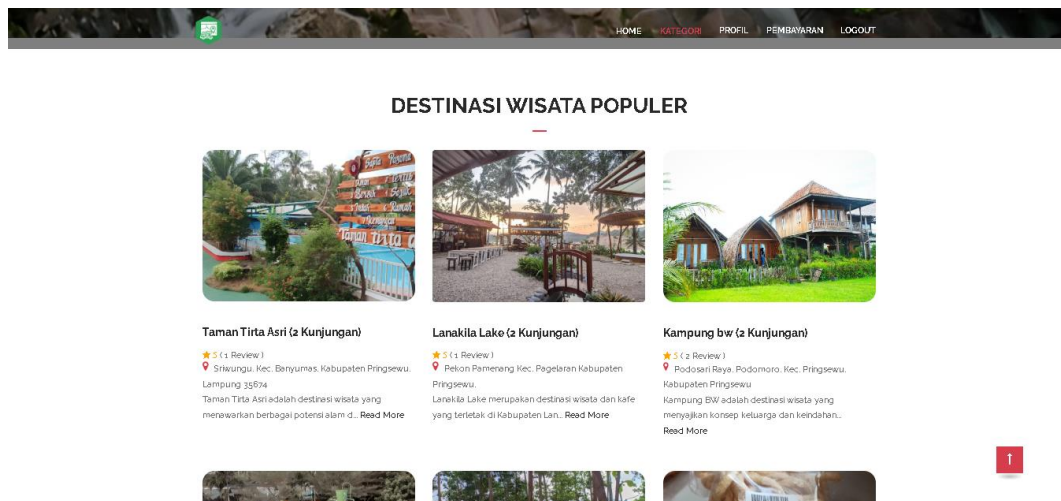 HOME KATEGORI PROFIL PEMBAYARAN LOGOUT
DESTINASI WISATA POPULER
Sapta Pesona
Taman tirta a
Taman Tirta Asri (2 Kunjungan)
5 ( 1 Review )
Sriwungu, Kec. Banyumas, Kabupaten Pringsewu,
Lampung 35674
Taman Tirta Asri adalah destinasi wisata yang
menawarkan berbagai potensi alam d... Read More
Lanakila Lake (2 Kunjungan)
5 ( 1 Review )
Pekon Pamenang Kec. Pagelaran Kabupaten
Pringsewu,
Lanakila Lake merupakan destinasi wisata dan kafe
yang terletak di Kabupaten Lan... Read More
Kampung bw (2 Kunjungan)
5 ( 2 Review )
Podosari Raya, Podomoro, Kec. Pringsewu,
Kabupaten Pringsewu
Kampung BW adalah destinasi wisata yang
menyajikan konsep keluarga dan keindahan...
Read More